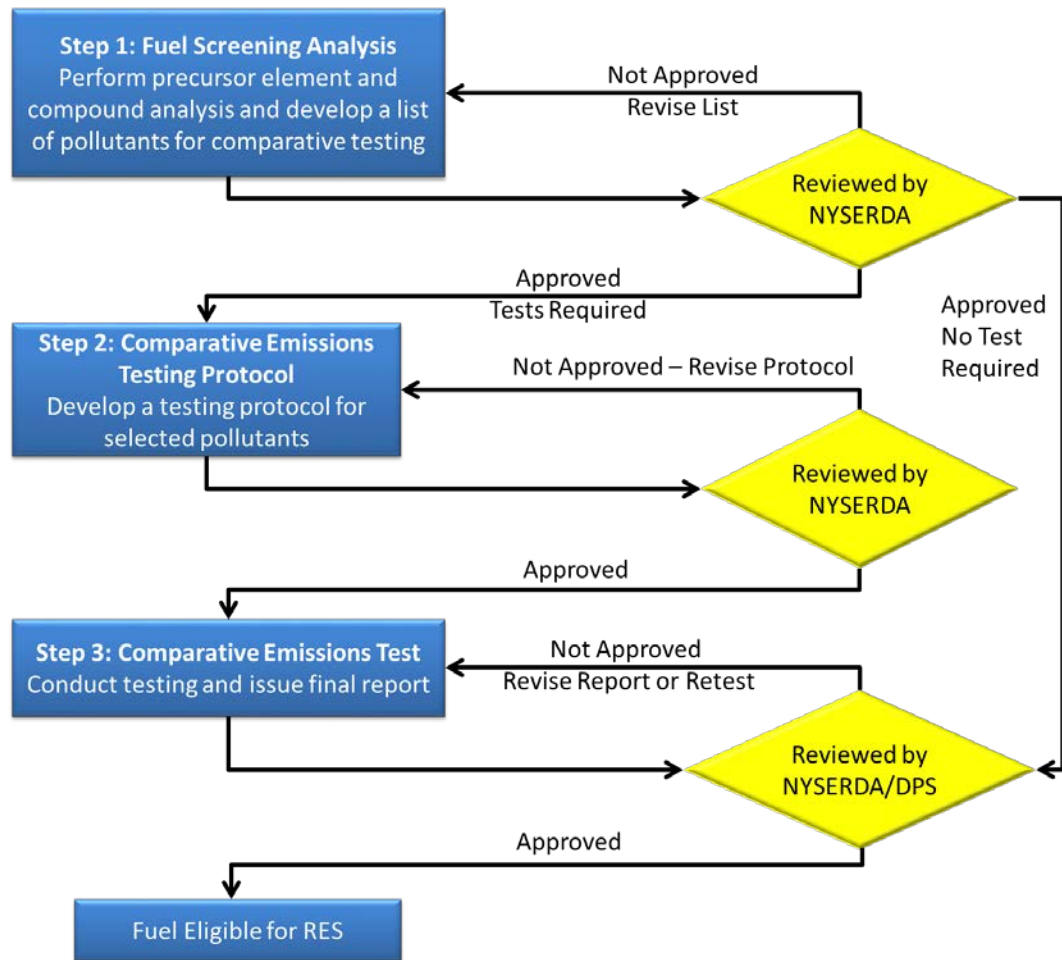 Step 1: Fuel Screening Analysis
Perform precursor element and
compound analysis and develop a list
of pollutants for comparative testing
Not Approved
Revise List
Reviewed by
NYSERDA
Approved
Tests Required
Approved
No Test
Required
Step 2: Comparative Emissions
Testing Protocol
Develop a testing protocol for
selected pollutants
Not Approved – Revise Protocol
Reviewed by
NYSERDA
Approved
Step 3: Comparative Emissions Test
Conduct testing and issue final report
Not Approved
Revise Report or Retest
Reviewed by
NYSERDA/DPS
Approved
Fuel Eligible for RES